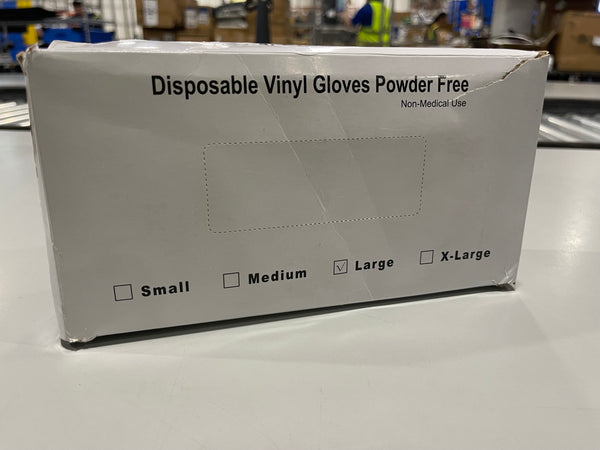 Disposable Vinyl Gloves Powder Free
Non-Medical Use
Small Medium Large X-Large